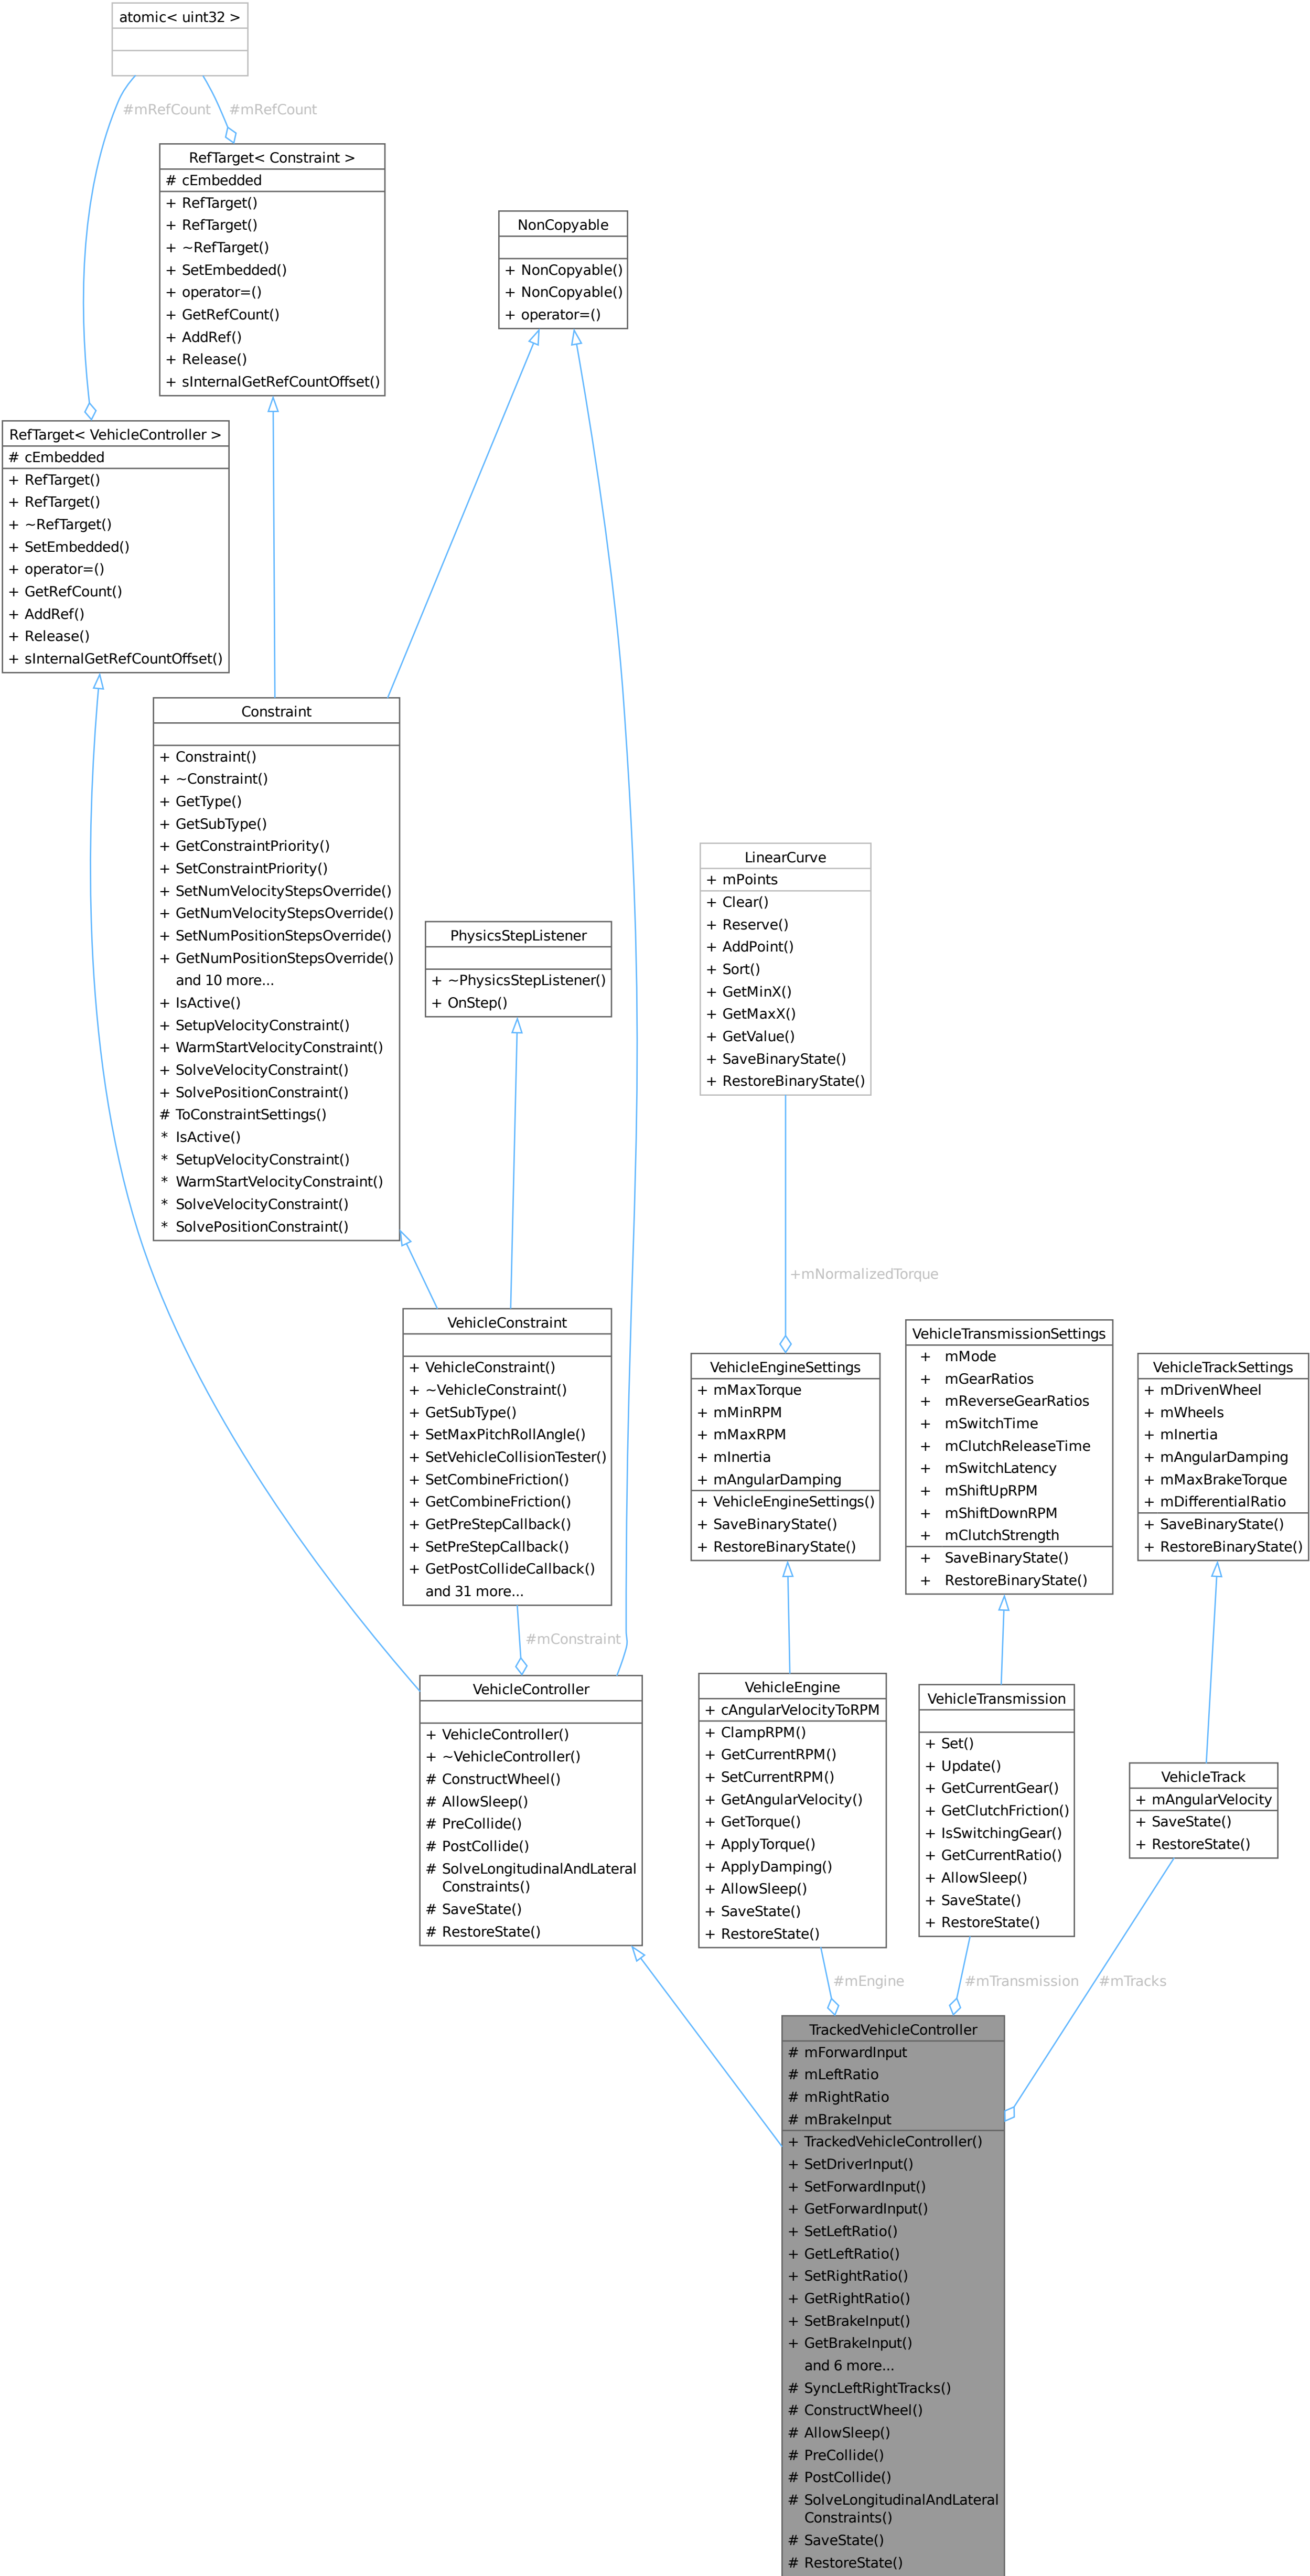 atomic< uint32 >
#mRefCount
#mRefCount
RefTarget< Constraint >
# cEmbedded
+ RefTarget()
+ RefTarget()
+ ~RefTarget()
+ SetEmbedded()
+ operator=()
+ GetRefCount()
+ AddRef()
+ Release()
+ sInternalGetRefCountOffset()
NonCopyable
+ NonCopyable()
+ NonCopyable()
+ operator=()
RefTarget< VehicleController >
# cEmbedded
+ RefTarget()
+ RefTarget()
+ ~RefTarget()
+ SetEmbedded()
+ operator=()
+ GetRefCount()
+ AddRef()
+ Release()
+ sInternalGetRefCountOffset()
Constraint
+ Constraint()
+ ~Constraint()
+ GetType()
+ GetSubType()
+ GetConstraintPriority()
+ SetConstraintPriority()
+ SetNumVelocityStepsOverride()
+ GetNumVelocityStepsOverride()
+ SetNumPositionStepsOverride()
+ GetNumPositionStepsOverride()
and 10 more...
+ IsActive()
+ SetupVelocityConstraint()
+ WarmStartVelocityConstraint()
+ SolveVelocityConstraint()
+ SolvePositionConstraint()
# ToConstraintSettings()
* IsActive()
* SetupVelocityConstraint()
* WarmStartVelocityConstraint()
* SolveVelocityConstraint()
* SolvePositionConstraint()
PhysicsStepListener
+ ~PhysicsStepListener()
+ OnStep()
LinearCurve
+ mPoints
+ Clear()
+ Reserve()
+ AddPoint()
+ Sort()
+ GetMinX()
+ GetMaxX()
+ GetValue()
+ SaveBinaryState()
+ RestoreBinaryState()
+mNormalizedTorque
VehicleConstraint
+ VehicleConstraint()
+ ~VehicleConstraint()
+ GetSubType()
+ SetMaxPitchRollAngle()
+ SetVehicleCollisionTester()
+ SetCombineFriction()
+ GetCombineFriction()
+ GetPreStepCallback()
+ SetPreStepCallback()
+ GetPostCollideCallback()
and 31 more...
VehicleEngineSettings
+ mMaxTorque
+ mMinRPM
+ mMaxRPM
+ mInertia
+ mAngularDamping
+ VehicleEngineSettings()
+ SaveBinaryState()
+ RestoreBinaryState()
VehicleTransmissionSettings
+ mMode
+ mGearRatios
+ mReverseGearRatios
+ mSwitchTime
+ mClutchReleaseTime
+ mSwitchLatency
+ mShiftUpRPM
+ mShiftDownRPM
+ mClutchStrength
+ SaveBinaryState()
+ RestoreBinaryState()
VehicleTrackSettings
+ mDrivenWheel
+ mWheels
+ mInertia
+ mAngularDamping
+ mMaxBrakeTorque
+ mDifferentialRatio
+ SaveBinaryState()
+ RestoreBinaryState()
#mConstraint
VehicleController
+ VehicleController()
+ ~VehicleController()
# ConstructWheel()
# AllowSleep()
# PreCollide()
# PostCollide()
# SolveLongitudinalAndLateral
Constraints()
# SaveState()
# RestoreState()
VehicleEngine
+ cAngularVelocityToRPM
+ ClampRPM()
+ GetCurrentRPM()
+ SetCurrentRPM()
+ GetAngularVelocity()
+ GetTorque()
+ ApplyTorque()
+ ApplyDamping()
+ AllowSleep()
+ SaveState()
+ RestoreState()
VehicleTransmission
+ Set()
+ Update()
+ GetCurrentGear()
+ GetClutchFriction()
+ IsSwitchingGear()
+ GetCurrentRatio()
+ AllowSleep()
+ SaveState()
+ RestoreState()
VehicleTrack
+ mAngularVelocity
+ SaveState()
+ RestoreState()
#mEngine
#mTransmission
#mTracks
TrackedVehicleController
# mForwardInput
# mLeftRatio
# mRightRatio
# mBrakeInput
+ TrackedVehicleController()
+ SetDriverInput()
+ SetForwardInput()
+ GetForwardInput()
+ SetLeftRatio()
+ GetLeftRatio()
+ SetRightRatio()
+ GetRightRatio()
+ SetBrakeInput()
+ GetBrakeInput()
and 6 more...
# SyncLeftRightTracks()
# ConstructWheel()
# AllowSleep()
# PreCollide()
# PostCollide()
# SolveLongitudinalAndLateral
Constraints()
# SaveState()
# RestoreState()